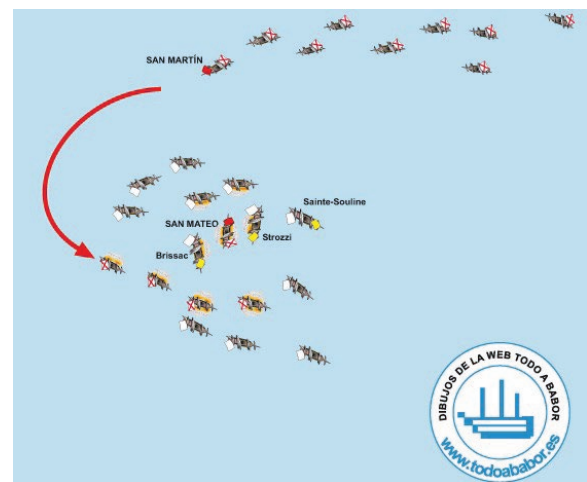 SAN MARTÍN
Sainte-Souline
SAN MATEO
Strozzi
Brissac
DIBUJOS DE LA WEB TODO A BABOR
www.todoababor.es